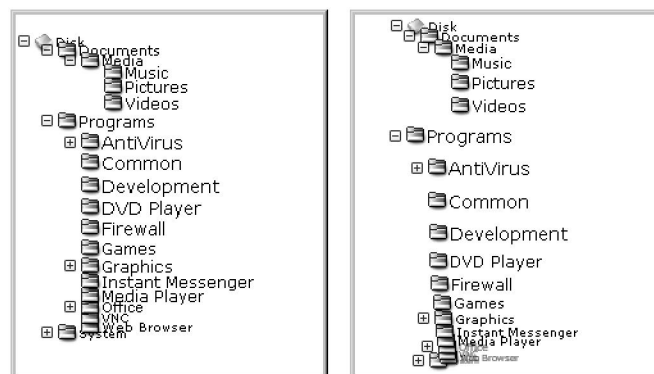 Disk
Documents
Media
Music
Pictures
Videos
Programs
AntiVirus
Common
Development
DVD Player
Firewall
Games
Graphics
Instant Messenger
Media Player
Office
VNC
Web Browser
System
Disk
Documents
Media
Music
Pictures
Videos
Programs
AntiVirus
Common
Development
DVD Player
Firewall
Games
Graphics
Instant Messenger
Media Player
Web Browser